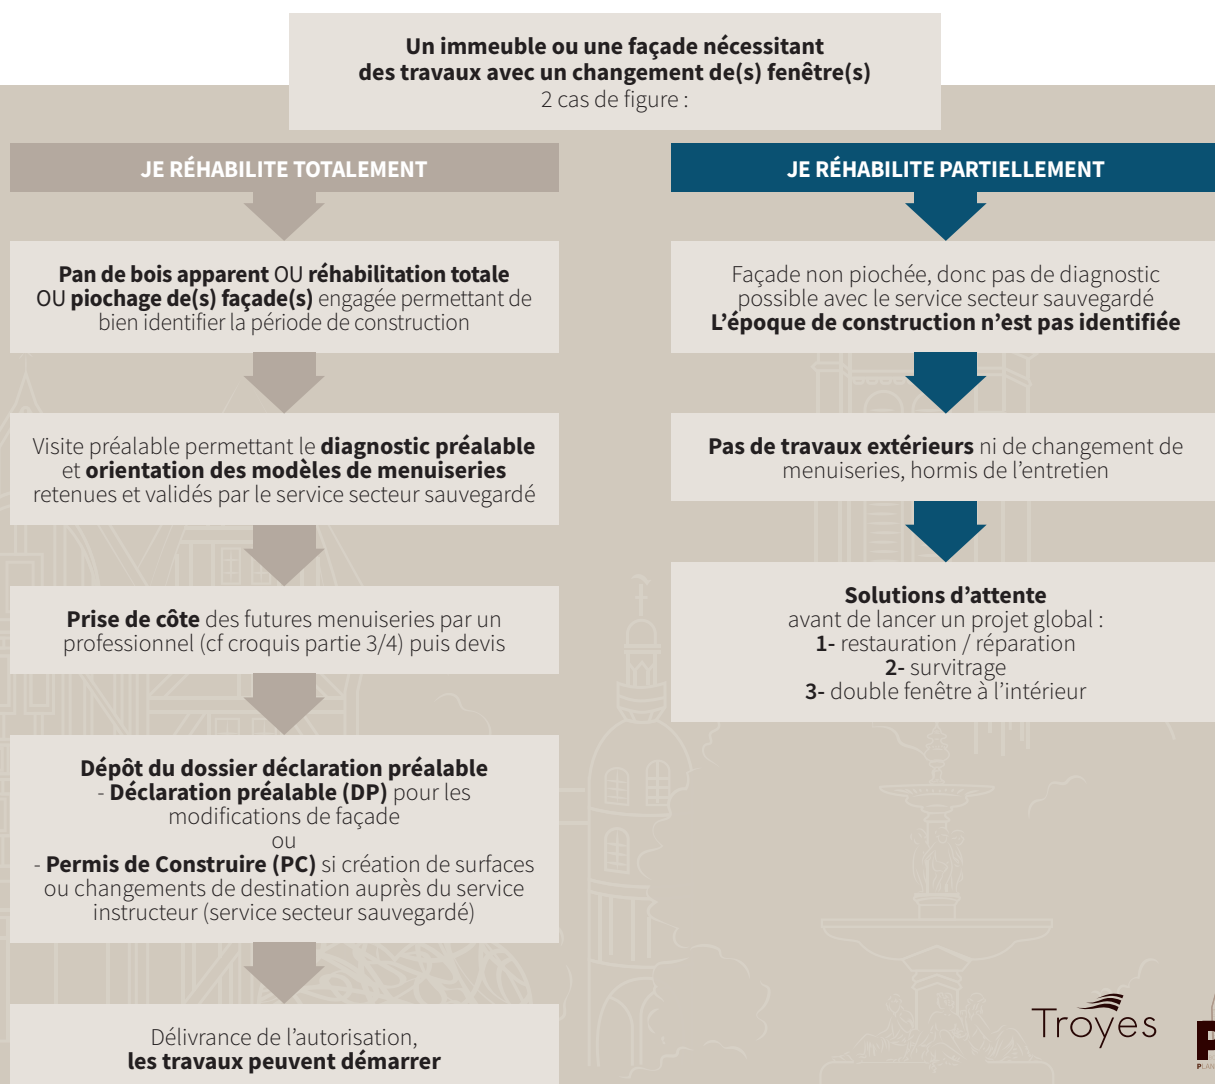 Un immeuble ou une façade nécessitant
des travaux avec un changement de(s) fenêtre(s)
2 cas de figure :
JE RÉHABILITE TOTALEMENT
Pan de bois apparent OU réhabilitation totale
OU piochage de(s) façade(s) engagée permettant de
bien identifier la période de construction
Visite préalable permettant le diagnostic préalable
et orientation des modèles de menuiseries
retenues et validés par le service secteur sauvegardé
Prise de côte des futures menuiseries par un
professionnel (cf croquis partie 3/4) puis devis
Dépôt du dossier déclaration préalable
- Déclaration préalable (DP) pour les
modifications de façade
ou
- Permis de Construire (PC) si création de surfaces
ou changements de destination auprès du service
instructeur (service secteur sauvegardé)
Délivrance de l'autorisation,
les travaux peuvent démarrer
JE RÉHABILITE PARTIELLEMENT
Façade non piochée, donc pas de diagnostic
possible avec le service secteur sauvegardé
L'époque de construction n'est pas identifiée
Pas de travaux extérieurs ni de changement de
menuiseries, hormis de l'entretien
Solutions d'attente
avant de lancer un projet global :
1- restauration / réparation
2- survitrage
3- double fenêtre à l'intérieur
Troyes